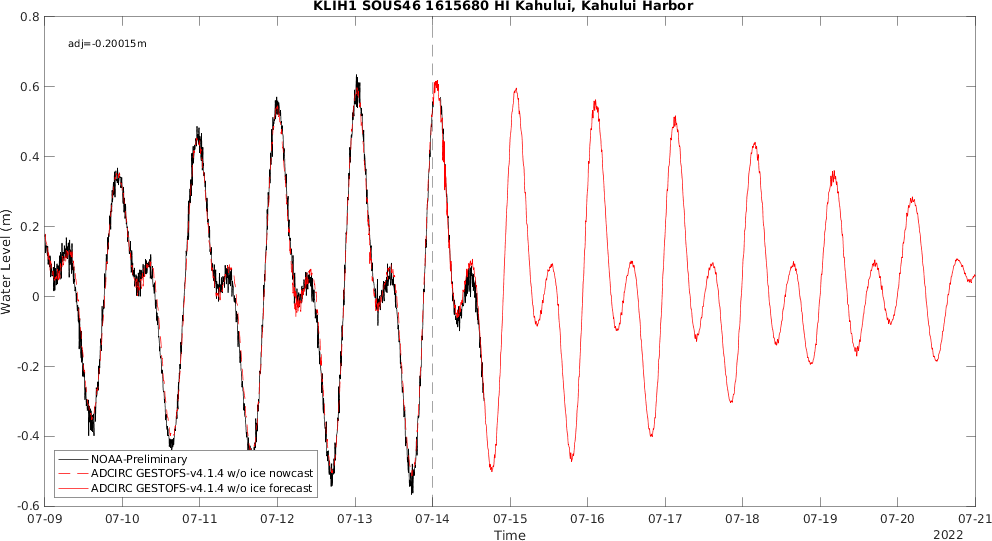 KLIH1 SOUS46 1615680 HI Kahului, Kahului Harbor
adj=-0.20015m
Water Level (m)
0.8
0.6
0.4
0.2
0
-0.2
-0.4
-0.6
NOAA-Preliminary
ADCIRC GESTOFS-v4.1.4 w/o ice nowcast
ADCIRC GESTOFS-v4.1.4 w/o ice forecast
07-09 07-10 07-11 07-12 07-13 07-14 07-15 07-16 07-17 07-18 07-19 07-20 07-21
Time
2022